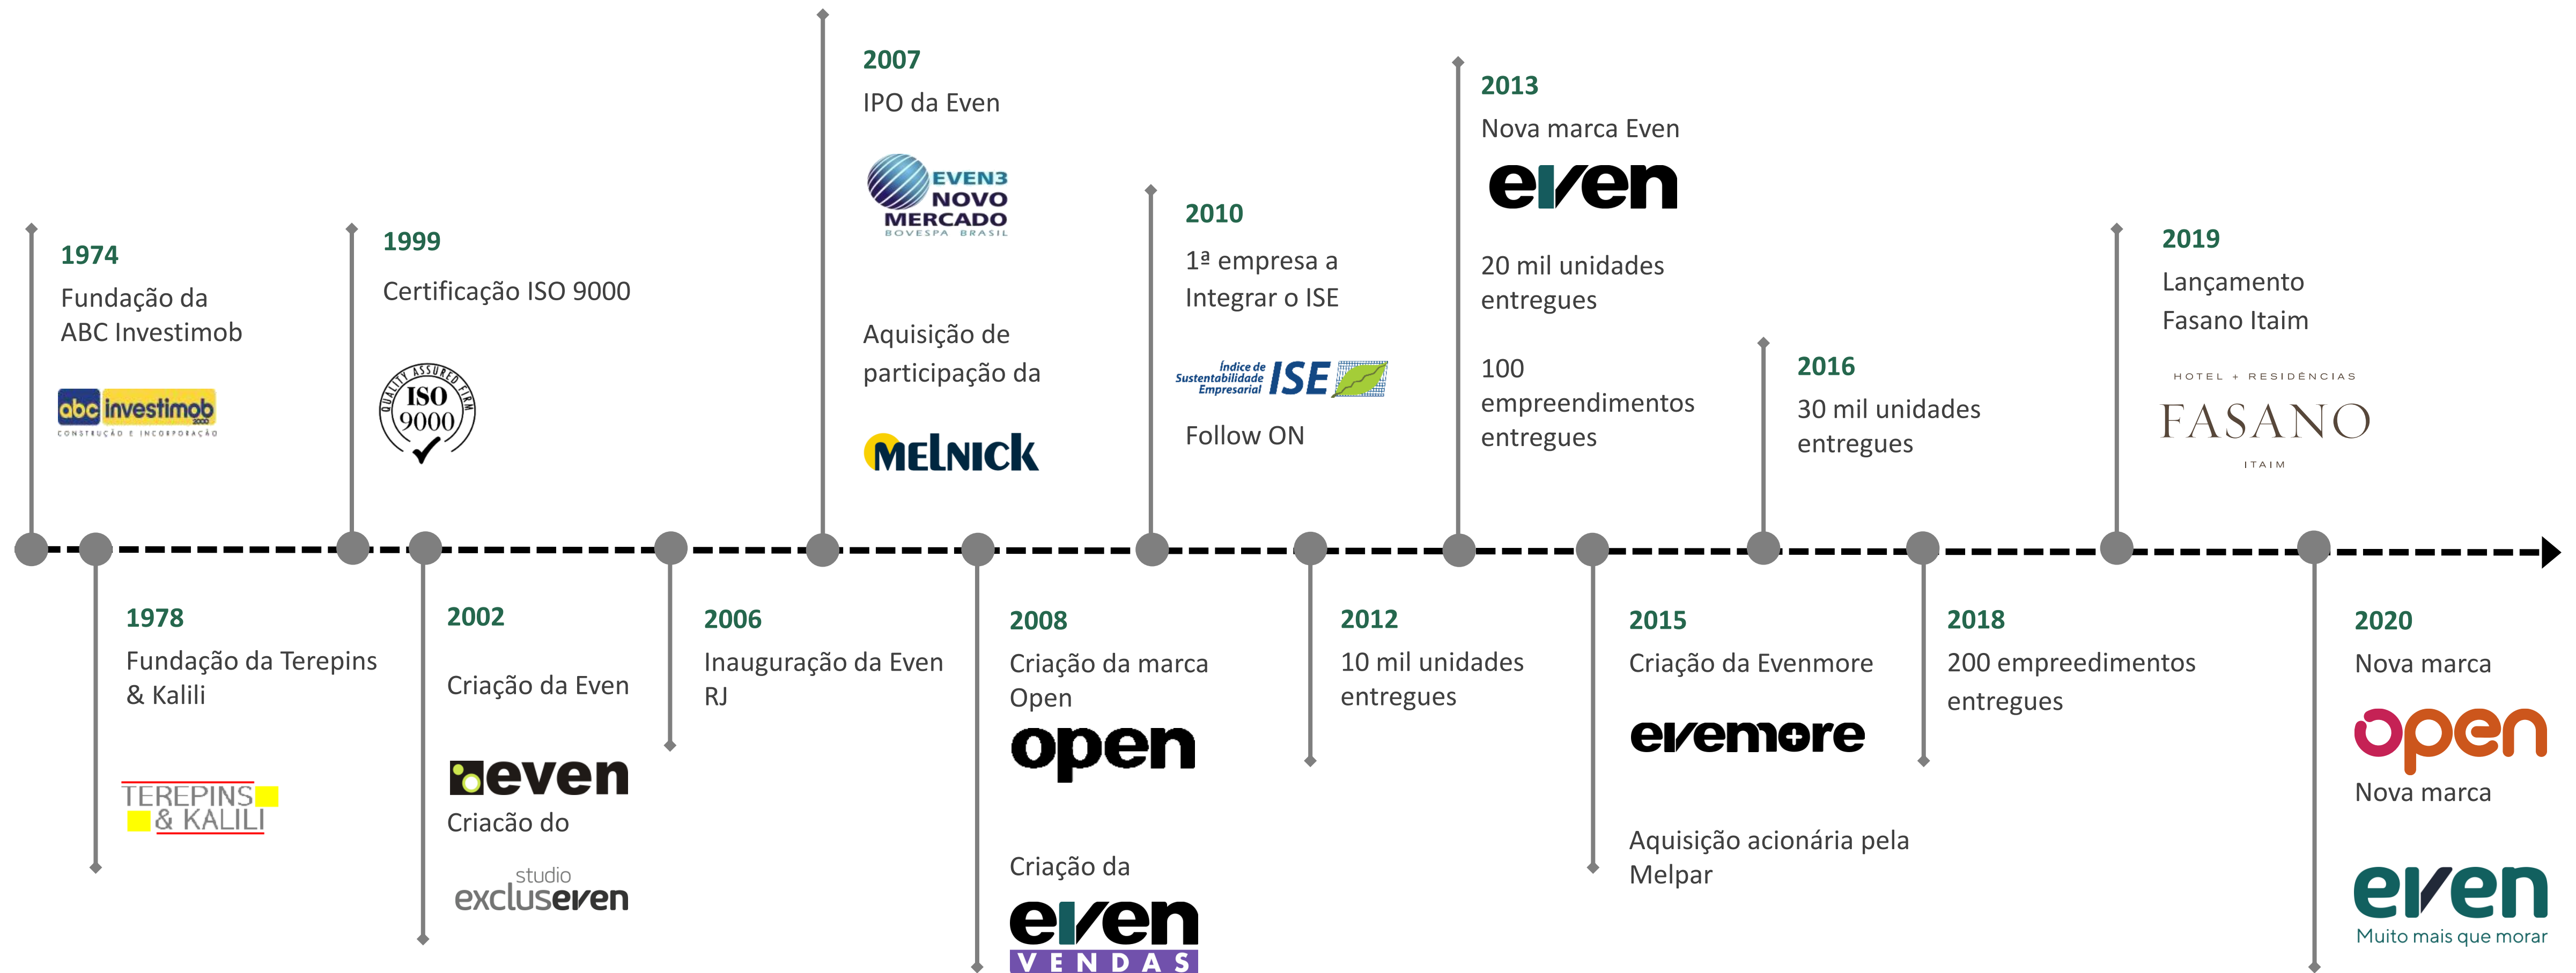 1974
Fundação da
ABC Investimob
abc investimob
2000
CONSTRUÇÃO E INCORPORAÇÃO
1978
Fundação da Terepins
& Kalili
TEREPINS
& KALILI
1999
Certificação ISO 9000
QUALITY ASSURED FIRM
ISO
9000
2002
Criação da Even
even
Criacão do
studio
excluseven
2006
Inauguração da Even
RJ
2007
IPO da Even
EVEN3
NOVO
MERCADO
BOVESPA BRASIL
Aquisição de
participação da
MELNICK
2008
Criação da marca
Open
open
Criação da
even
VENDAS
2010
1ª empresa a
Integrar o ISE
Índice de
Sustentabilidade
Empresarial
ISE
Follow ON
2012
10 mil unidades
entregues
2013
Nova marca Even
even
20 mil unidades
entregues
100
empreendimentos
entregues
2015
Criação da Evenmore
evenmore
Aquisição acionária pela
Melpar
2016
30 mil unidades
entregues
2018
200 empreedimentos
entregues
2019
Lançamento
Fasano Itaim
HOTEL + RESIDÊNCIAS
FASANO
ITAIM
2020
Nova marca
open
Nova marca
even
Muito mais que morar